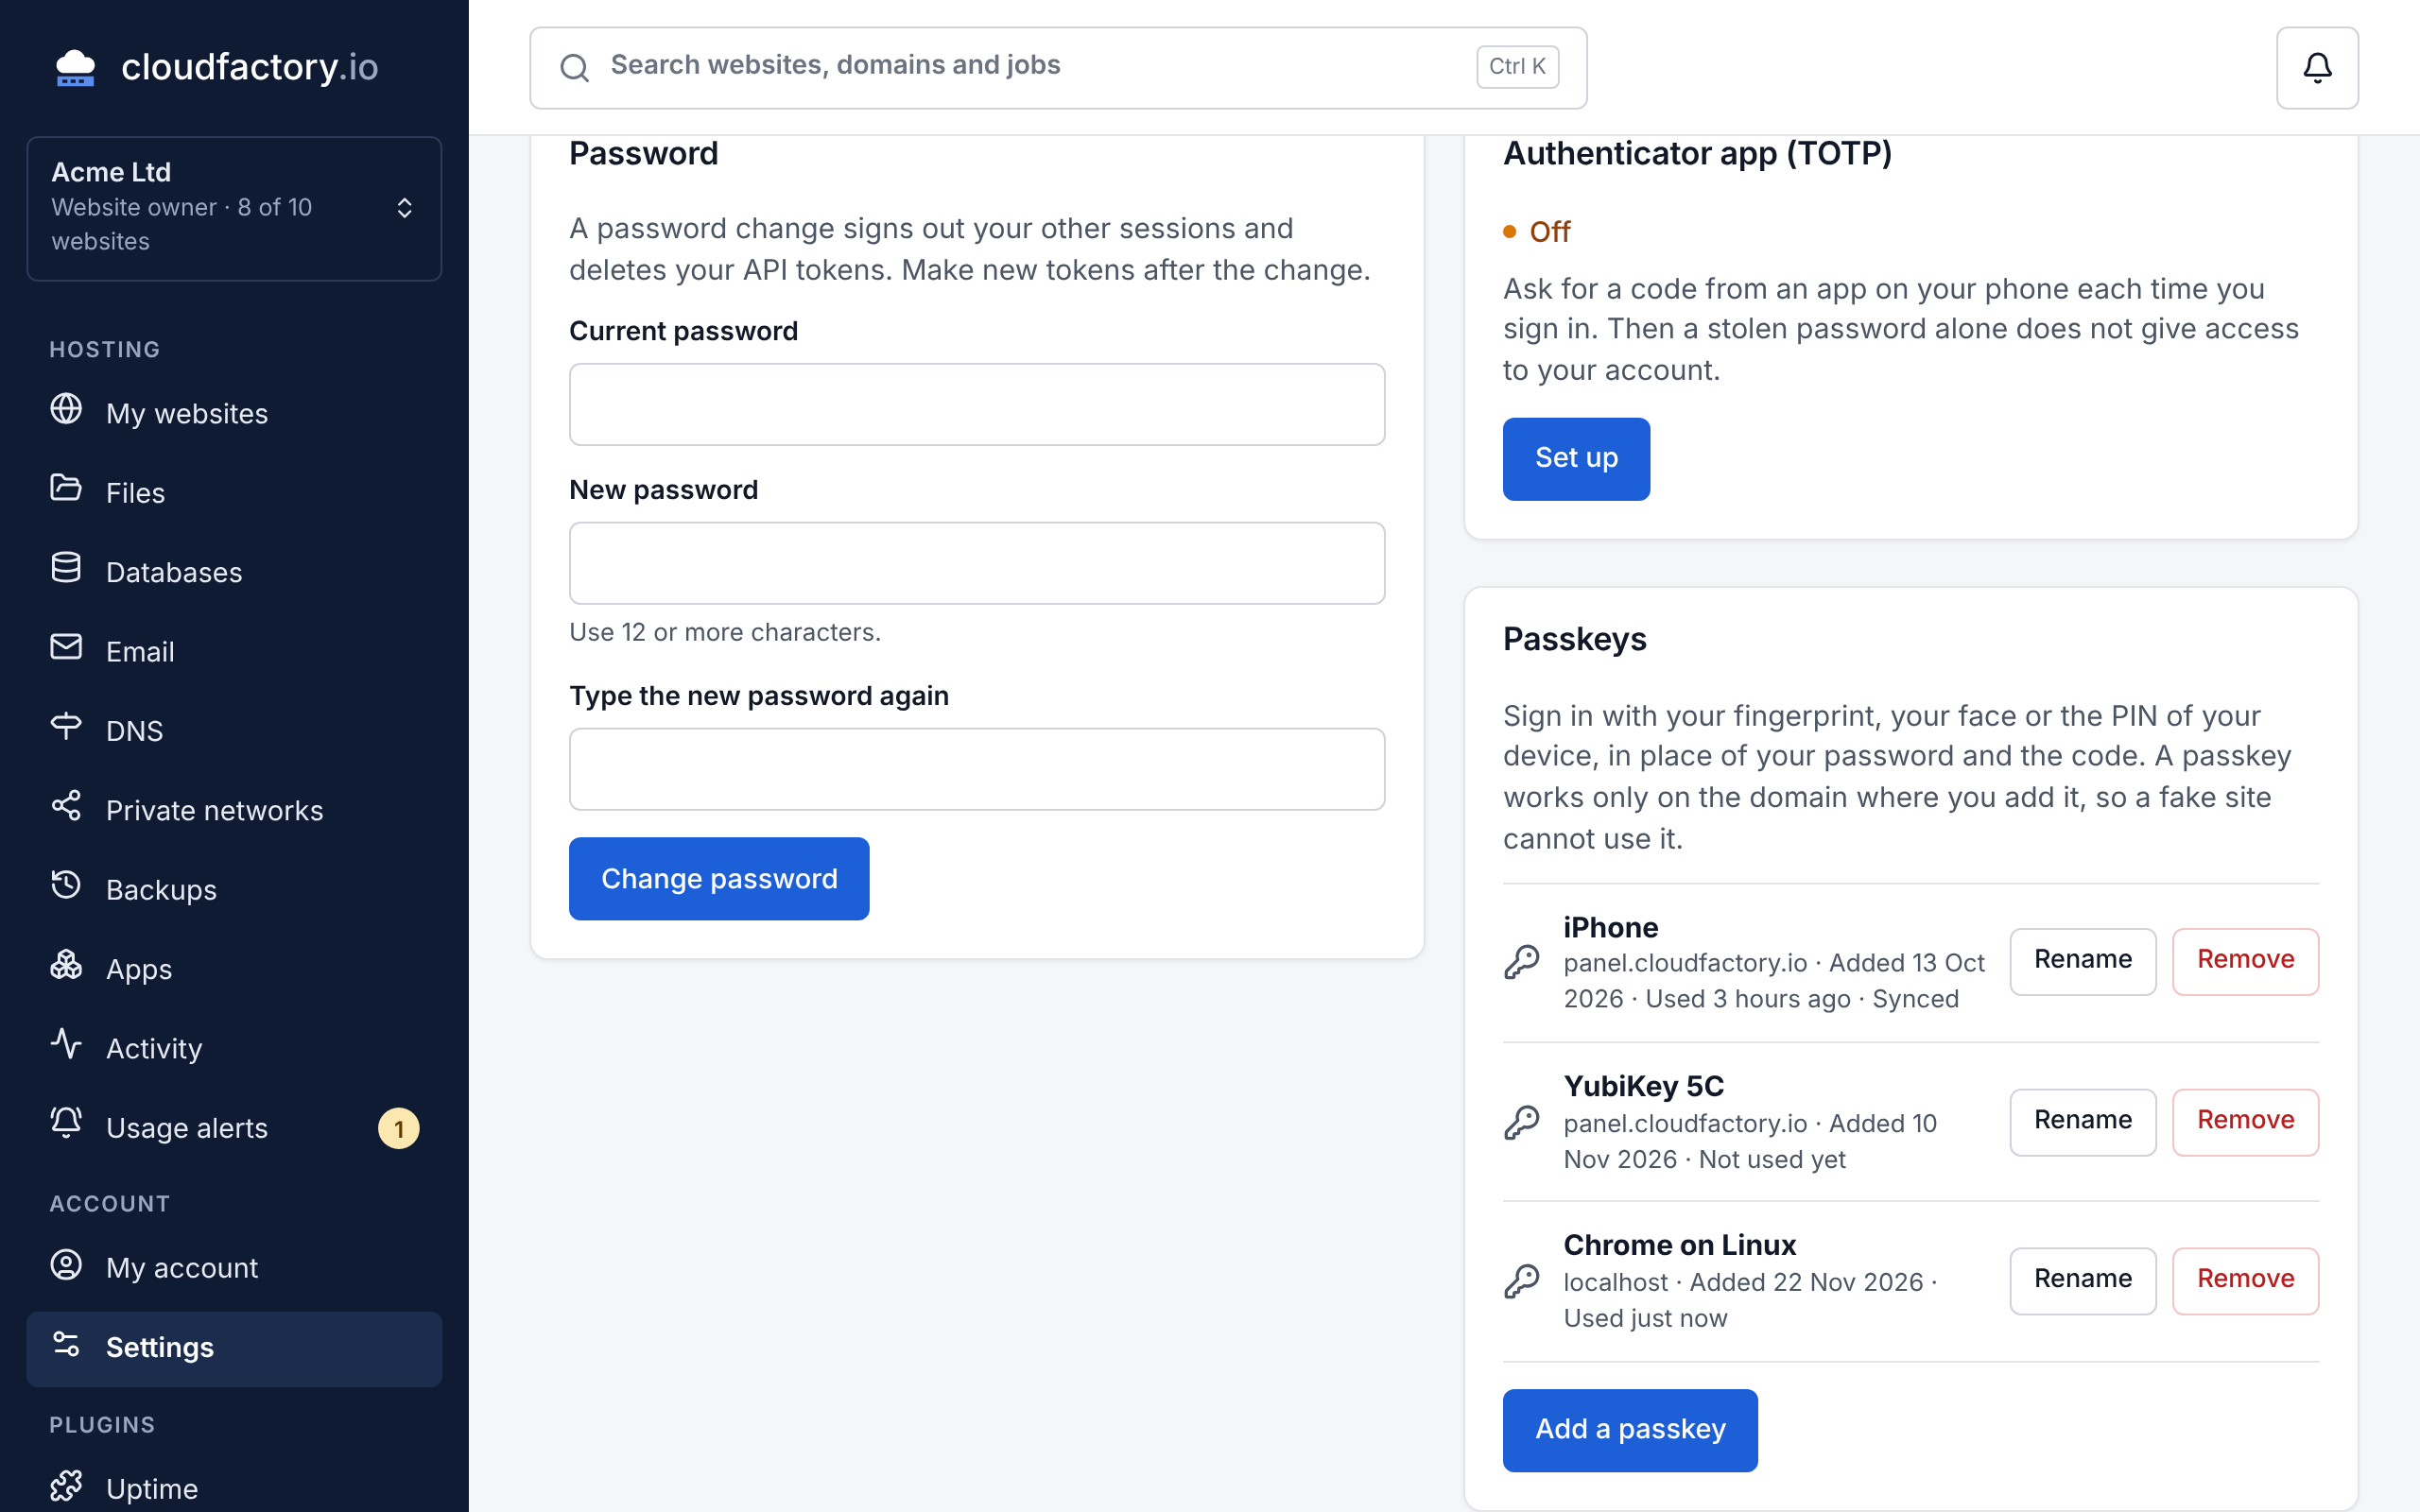 cloudfactory.io
Acme Ltd
Website owner · 8 of 10
websites
HOSTING
My websites
Files
Databases
Email
DNS
Private networks
Backups
Apps
Activity
Usage alerts
1
ACCOUNT
My account
Settings
PLUGINS
Uptime
Search websites, domains and jobs
Ctrl K
Password
A password change signs out your other sessions and
deletes your API tokens. Make new tokens after the change.
Current password
New password
Use 12 or more characters.
Type the new password again
Change password
Authenticator app (TOTP)
Off
Ask for a code from an app on your phone each time you
sign in. Then a stolen password alone does not give access
to your account.
Set up
Passkeys
Sign in with your fingerprint, your face or the PIN of your
device, in place of your password and the code. A passkey
works only on the domain where you add it, so a fake site
cannot use it.
iPhone
panel.cloudfactory.io · Added 13 Oct
2026 · Used 3 hours ago · Synced
Rename
Remove
YubiKey 5C
panel.cloudfactory.io · Added 10
Nov 2026 · Not used yet
Rename
Remove
Chrome on Linux
localhost · Added 22 Nov 2026 ·
Used just now
Rename
Remove
Add a passkey